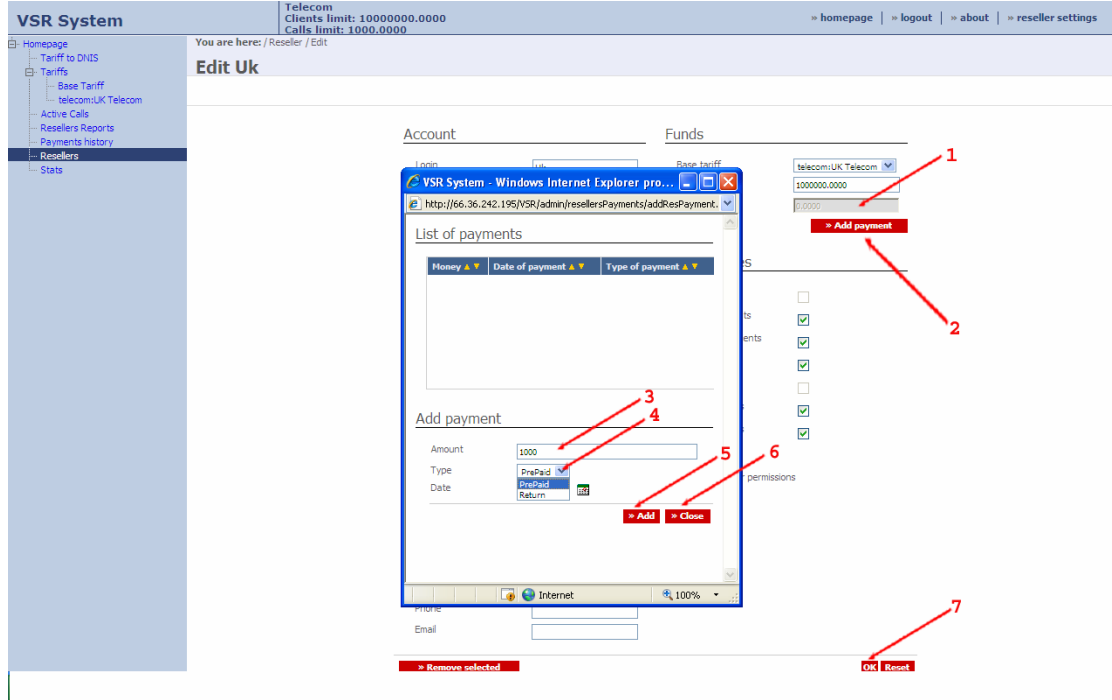 VSR System
Telecom
Clients limit: 10000000.0000
Calls limit: 1000.0000
» homepage | » logout | » about | » reseller settings
Homepage
Tariff to DNIS
Tariffs
Base Tariff
telecom:UK Telecom
Active Calls
Resellers Reports
Payments history
Resellers
Stats
You are here: / Reseller / Edit
Edit Uk
Account
Funds
Login
Uk
Base tariff
telecom:UK Telecom
1
1000000.0000
0.0000
» Add payment
2
VSR System - Windows Internet Explorer pro...
http://66.36.242.195/VSR/admin/resellersPayments/addResPayment.
List of payments
Money
Date of payment
Type of payment
es
ts
ents
s
s
r permissions
Add payment
3
4
Amount
1000
Type
PrePaid
PrePaid
Return
Date
5
6
» Add
» Close
Internet
100%
Phone
Email
7
» Remove selected
OK
Reset